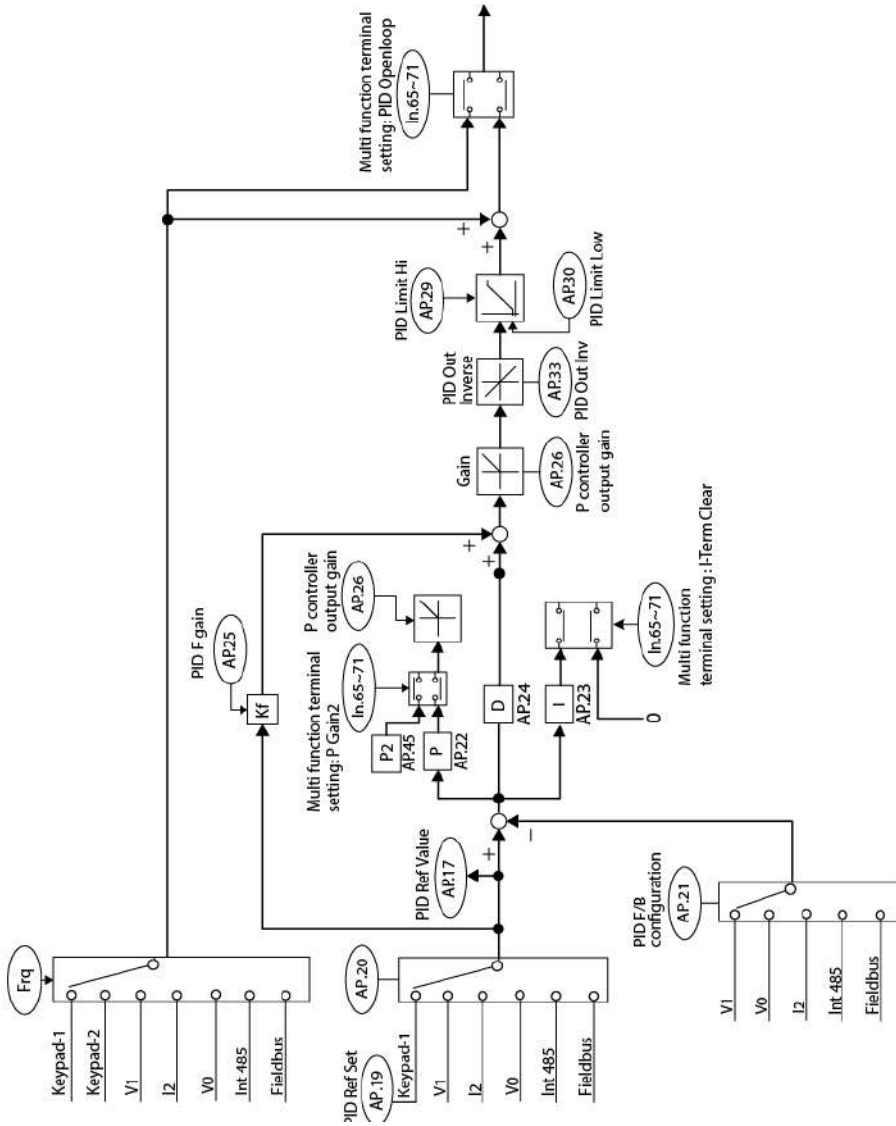 Multi function terminal
setting: PID Openloop
In.65~71
PID Limit Hi
AP.29
AP.30
PID Limit Low
PID Out
Inverse
AP.33
PID Out Inv
Gain
AP.26
P controller
output gain
+
+
+
+
PID F gain
AP.25
Kf
P controller
output gain
AP.26
Multi function terminal
setting: P Gain2
In.65~71
P2
AP.45
P
AP.22
D
AP.24
I
AP.23
0
In.65~71
Multi function
terminal setting : I-Term Clear
PID Ref Value
AP.17
+
−
PID F/B
configuration
AP.21
V1
V0
I2
Int 485
Fieldbus
Frq
Keypad-1
Keypad-2
V1
I2
V0
Int 485
Fieldbus
AP.20
PID Ref Set
AP.19
Keypad-1
V1
I2
V0
Int 485
Fieldbus